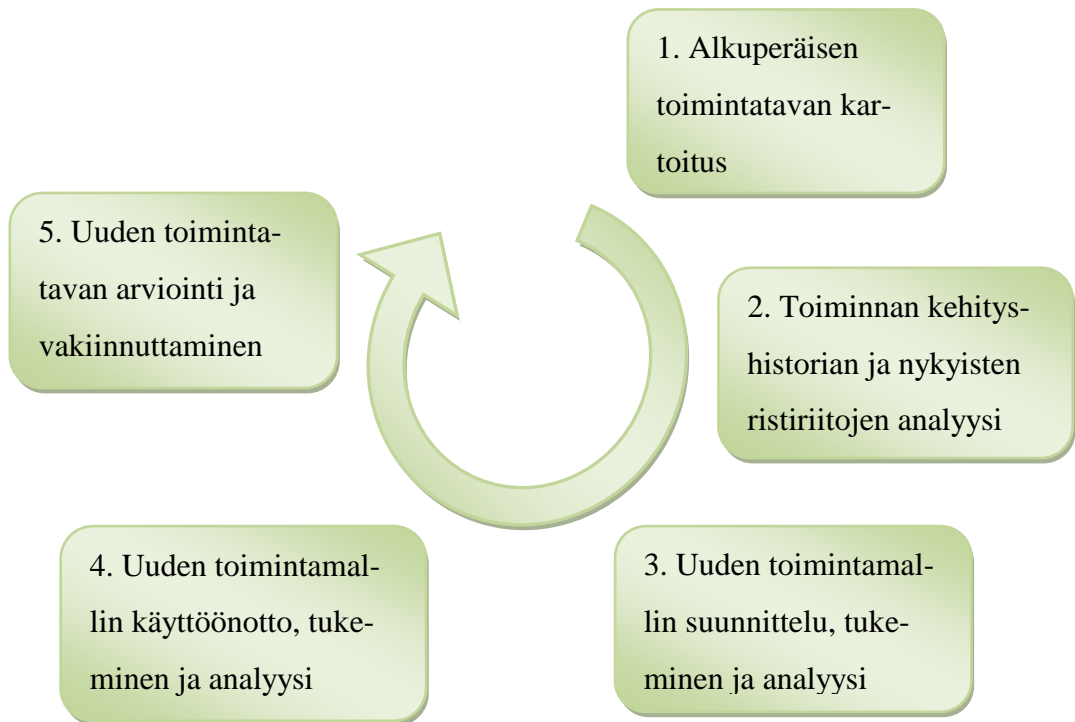 1. Alkuperäisen
toimintatavan kar-
toitus
2. Toiminnan kehitys-
historian ja nykyisten
ristiriitojen analyysi
3. Uuden toimintamal-
lin suunnittelu, tuke-
minen ja analyysi
4. Uuden toimintamal-
lin käyttöönotto, tuke-
minen ja analyysi
5. Uuden toiminta-
tavan arviointi ja
vakiinnuttaminen